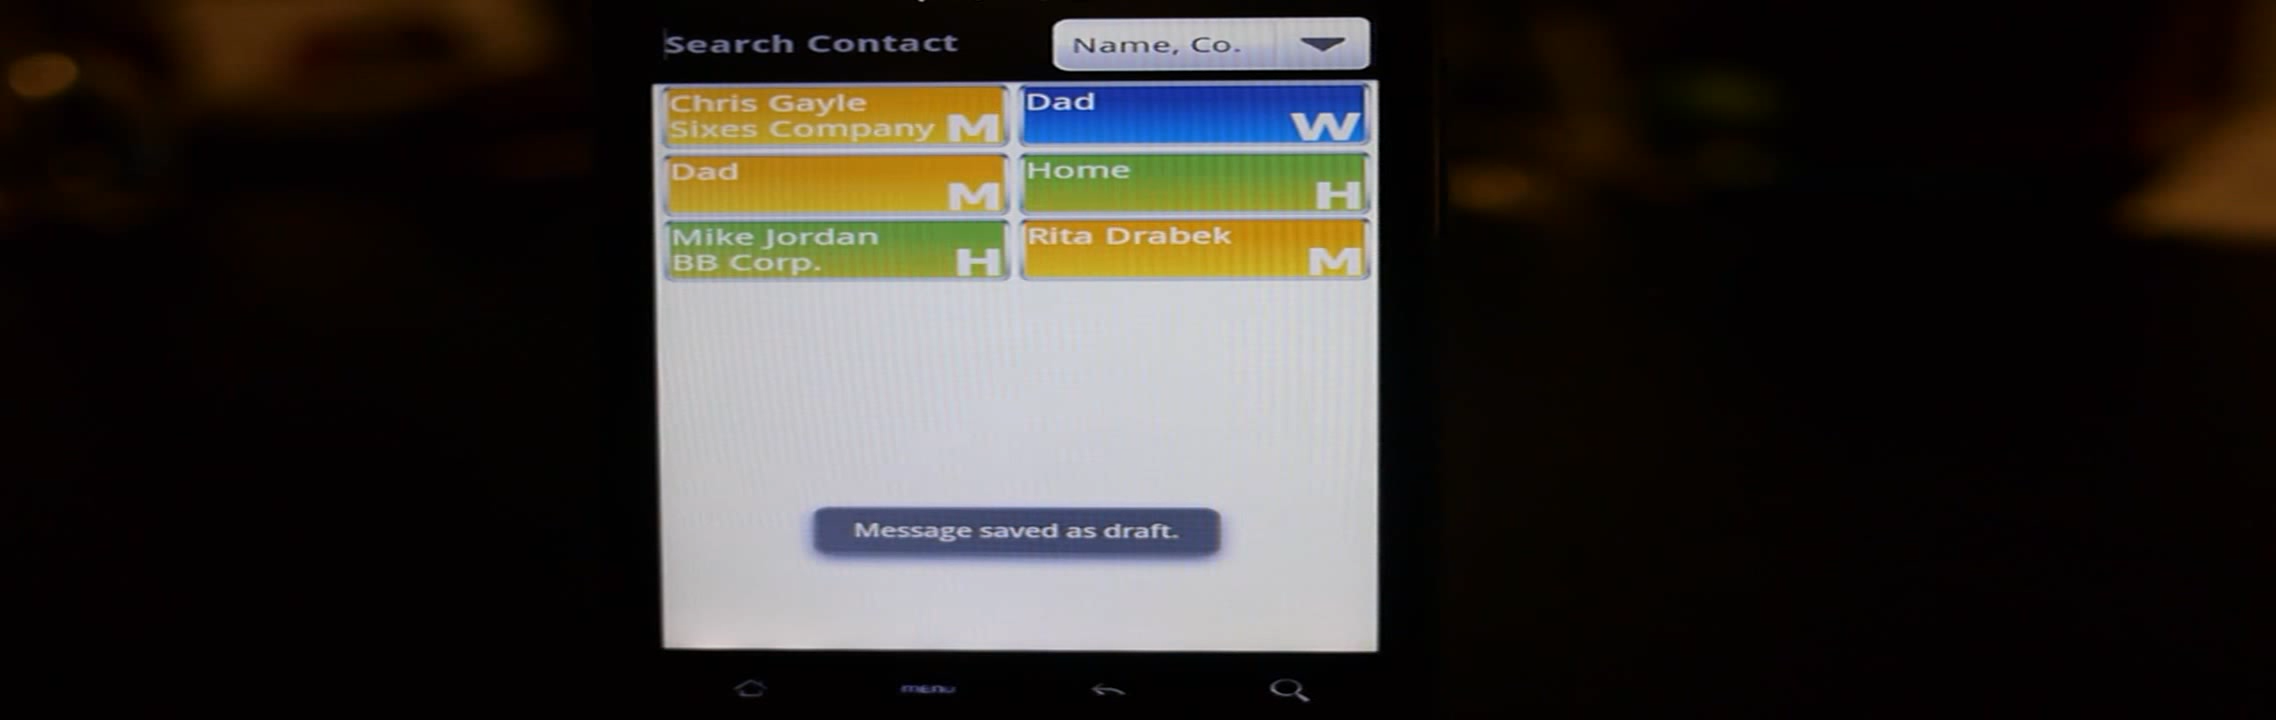 Search Contact
Name, Co.
Chris Gayle
Sixes Company M
Dad
W
Dad
M
Home
H
Mike Jordan
BB Corp. H
Rita Drabek
M
Message saved as draft.
menu